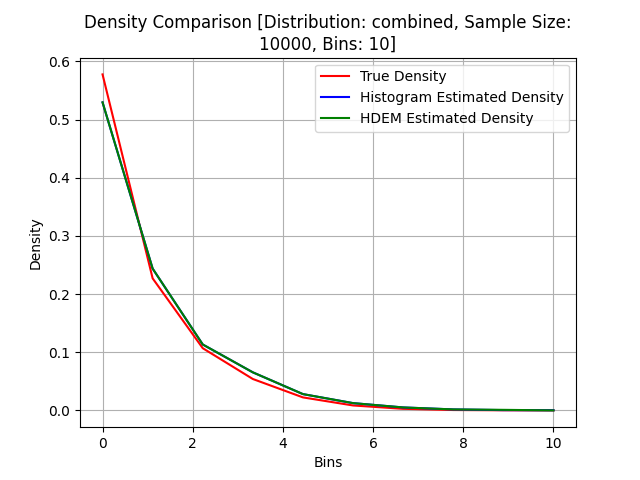 Density Comparison [Distribution: combined, Sample Size:
10000, Bins: 10]
True Density
Histogram Estimated Density
HDEM Estimated Density
Density
0.6
0.5
0.4
0.3
0.2
0.1
0.0
0 2 4 6 8 10
Bins